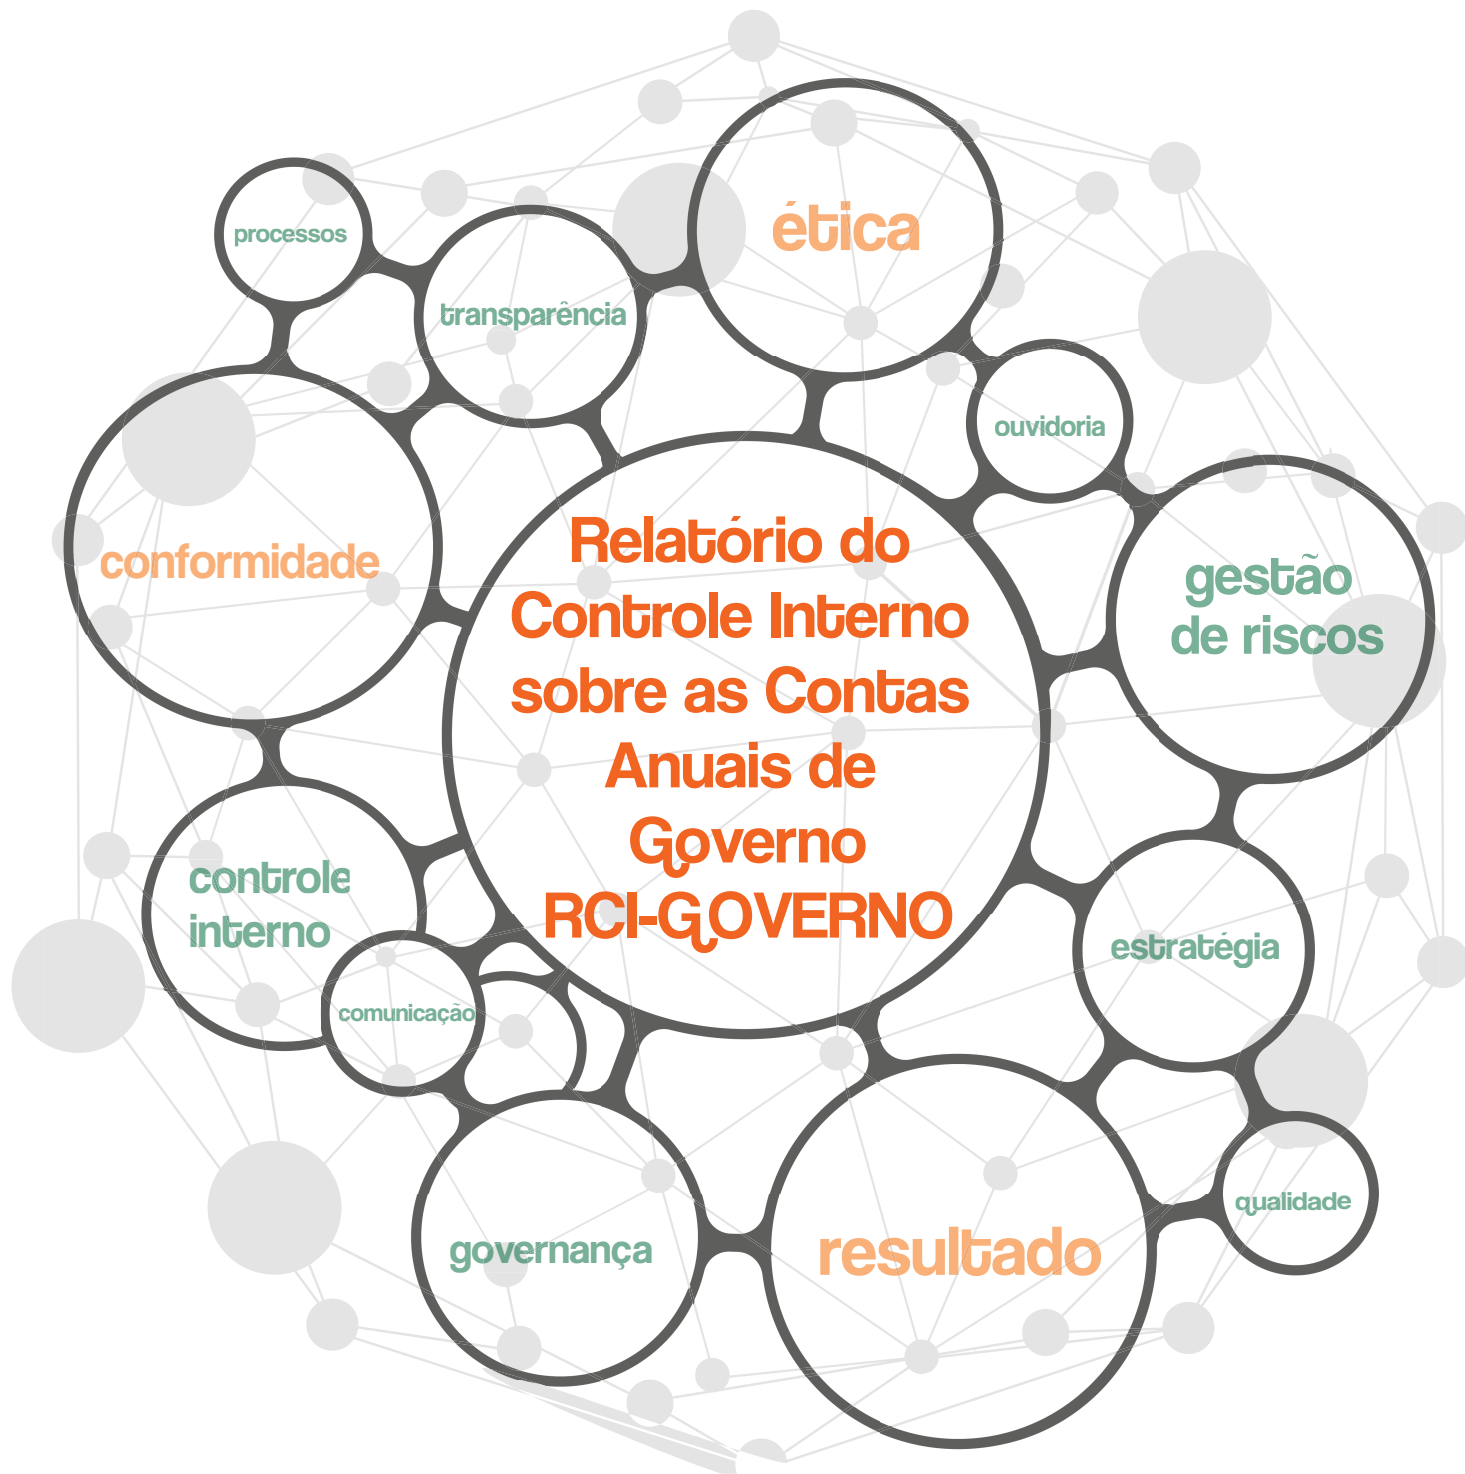 ética
processos
transparência
ouvidoria
conformidade
gestão
de riscos
Relatório do
Controle Interno
sobre as Contas
Anuais de
Governo
RCI-GOVERNO
controle
interno
estratégia
comunicação
qualidade
governança
resultado